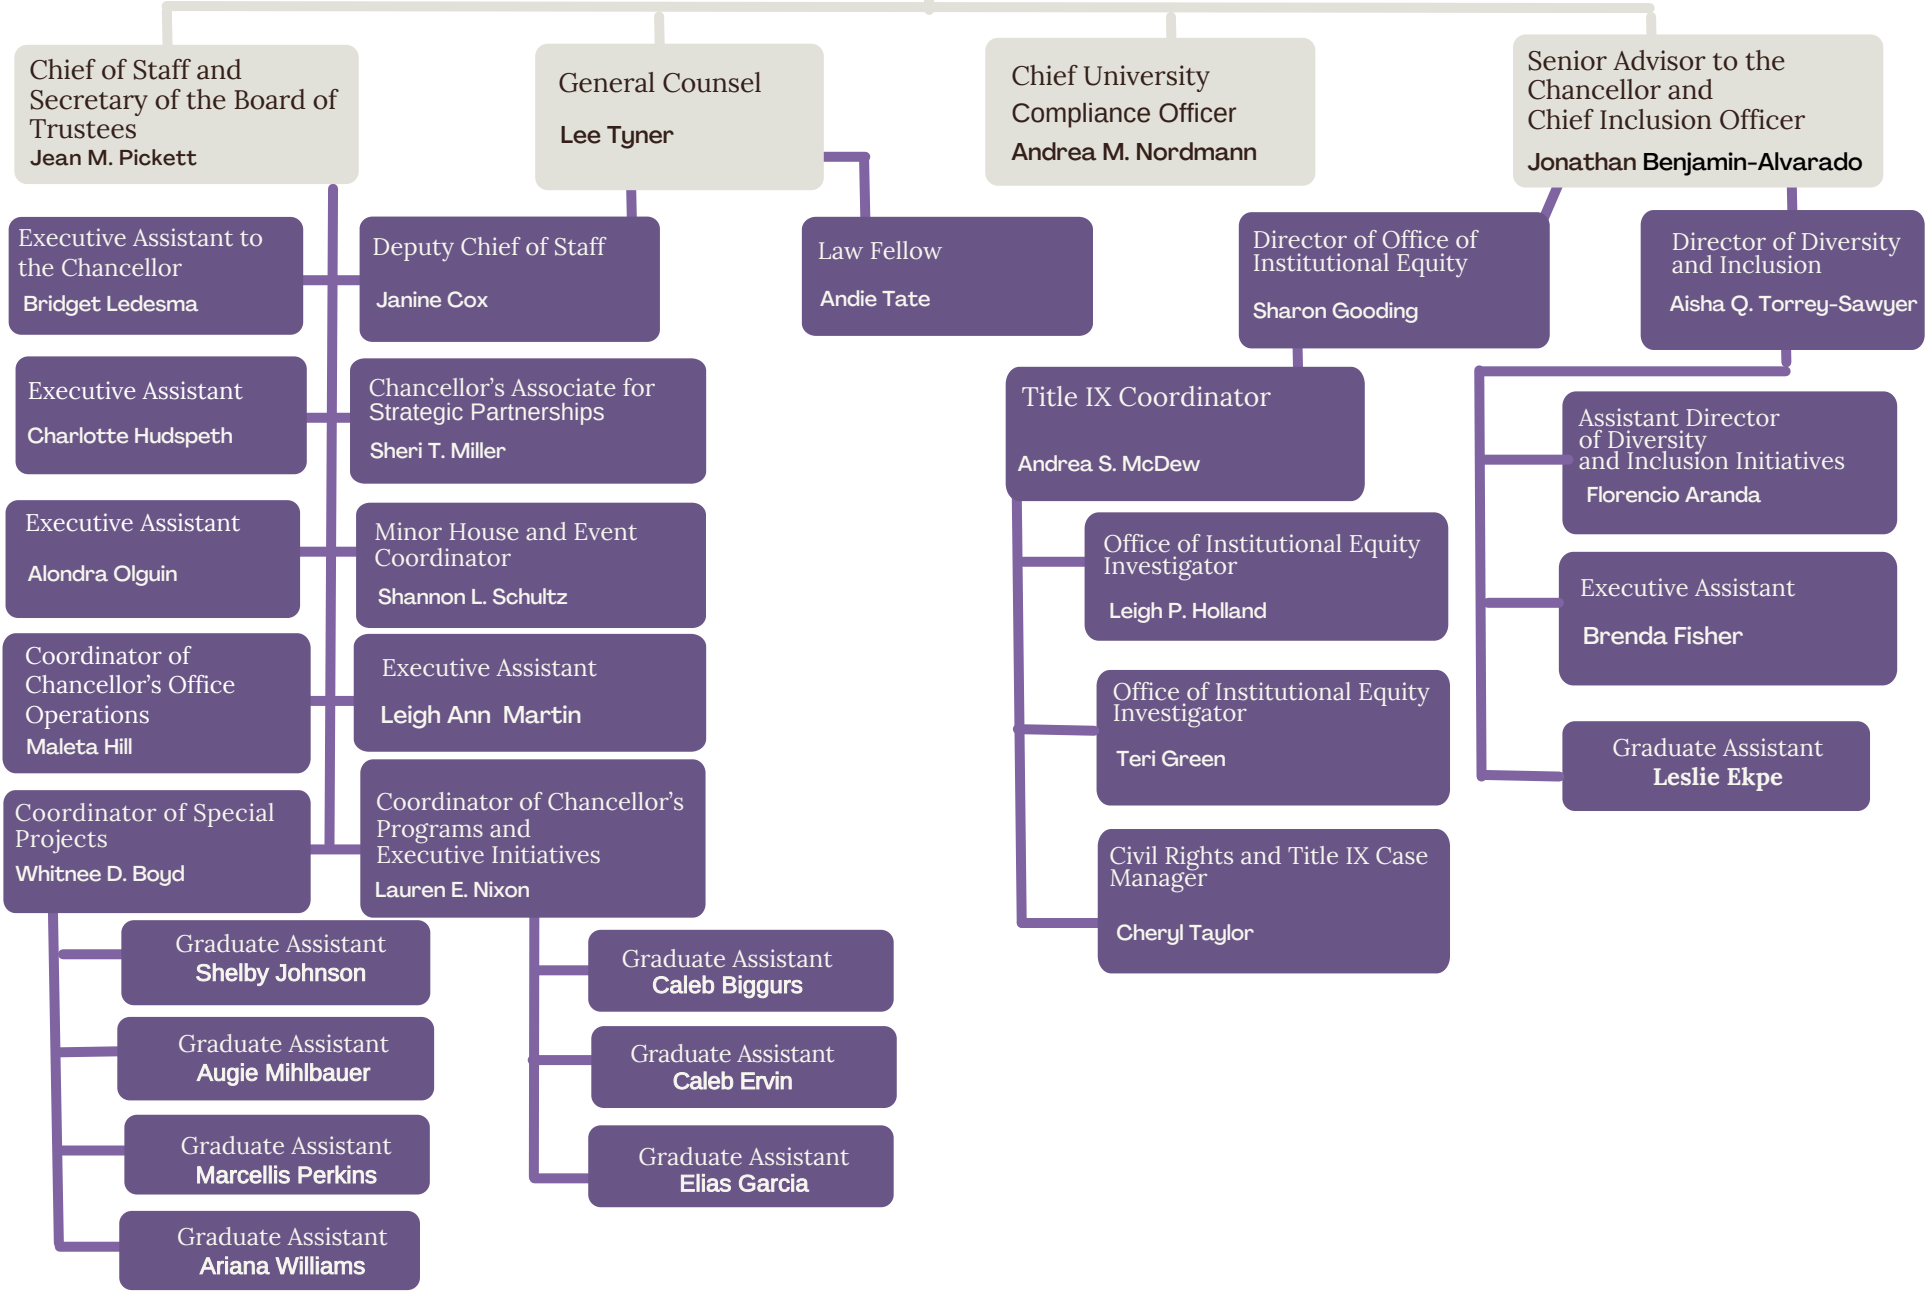 Chief of Staff and
Secretary of the Board of
Trustees
Jean M. Pickett
General Counsel
Lee Tyner
Chief University
Compliance Officer
Andrea M. Nordmann
Senior Advisor to the
Chancellor and
Chief Inclusion Officer
Jonathan Benjamin-Alvarado
Executive Assistant to
the Chancellor
Bridget Ledesma
Deputy Chief of Staff
Janine Cox
Law Fellow
Andie Tate
Director of Office of
Institutional Equity
Sharon Gooding
Director of Diversity
and Inclusion
Aisha Q. Torrey-Sawyer
Executive Assistant
Charlotte Hudspeth
Chancellor’s Associate for
Strategic Partnerships
Sheri T. Miller
Title IX Coordinator
Andrea S. McDew
Assistant Director
of Diversity
and Inclusion Initiatives
Florencio Aranda
Executive Assistant
Alondra Olguin
Minor House and Event
Coordinator
Shannon L. Schultz
Office of Institutional Equity
Investigator
Leigh P. Holland
Executive Assistant
Brenda Fisher
Coordinator of
Chancellor’s Office
Operations
Maleta Hill
Executive Assistant
Leigh Ann Martin
Office of Institutional Equity
Investigator
Teri Green
Graduate Assistant
Leslie Ekpe
Coordinator of Special
Projects
Whitnee D. Boyd
Coordinator of Chancellor’s
Programs and
Executive Initiatives
Lauren E. Nixon
Civil Rights and Title IX Case
Manager
Cheryl Taylor
Graduate Assistant
Shelby Johnson
Graduate Assistant
Caleb Biggurs
Graduate Assistant
Augie Mihlbauer
Graduate Assistant
Caleb Ervin
Graduate Assistant
Marcellis Perkins
Graduate Assistant
Elias Garcia
Graduate Assistant
Ariana Williams